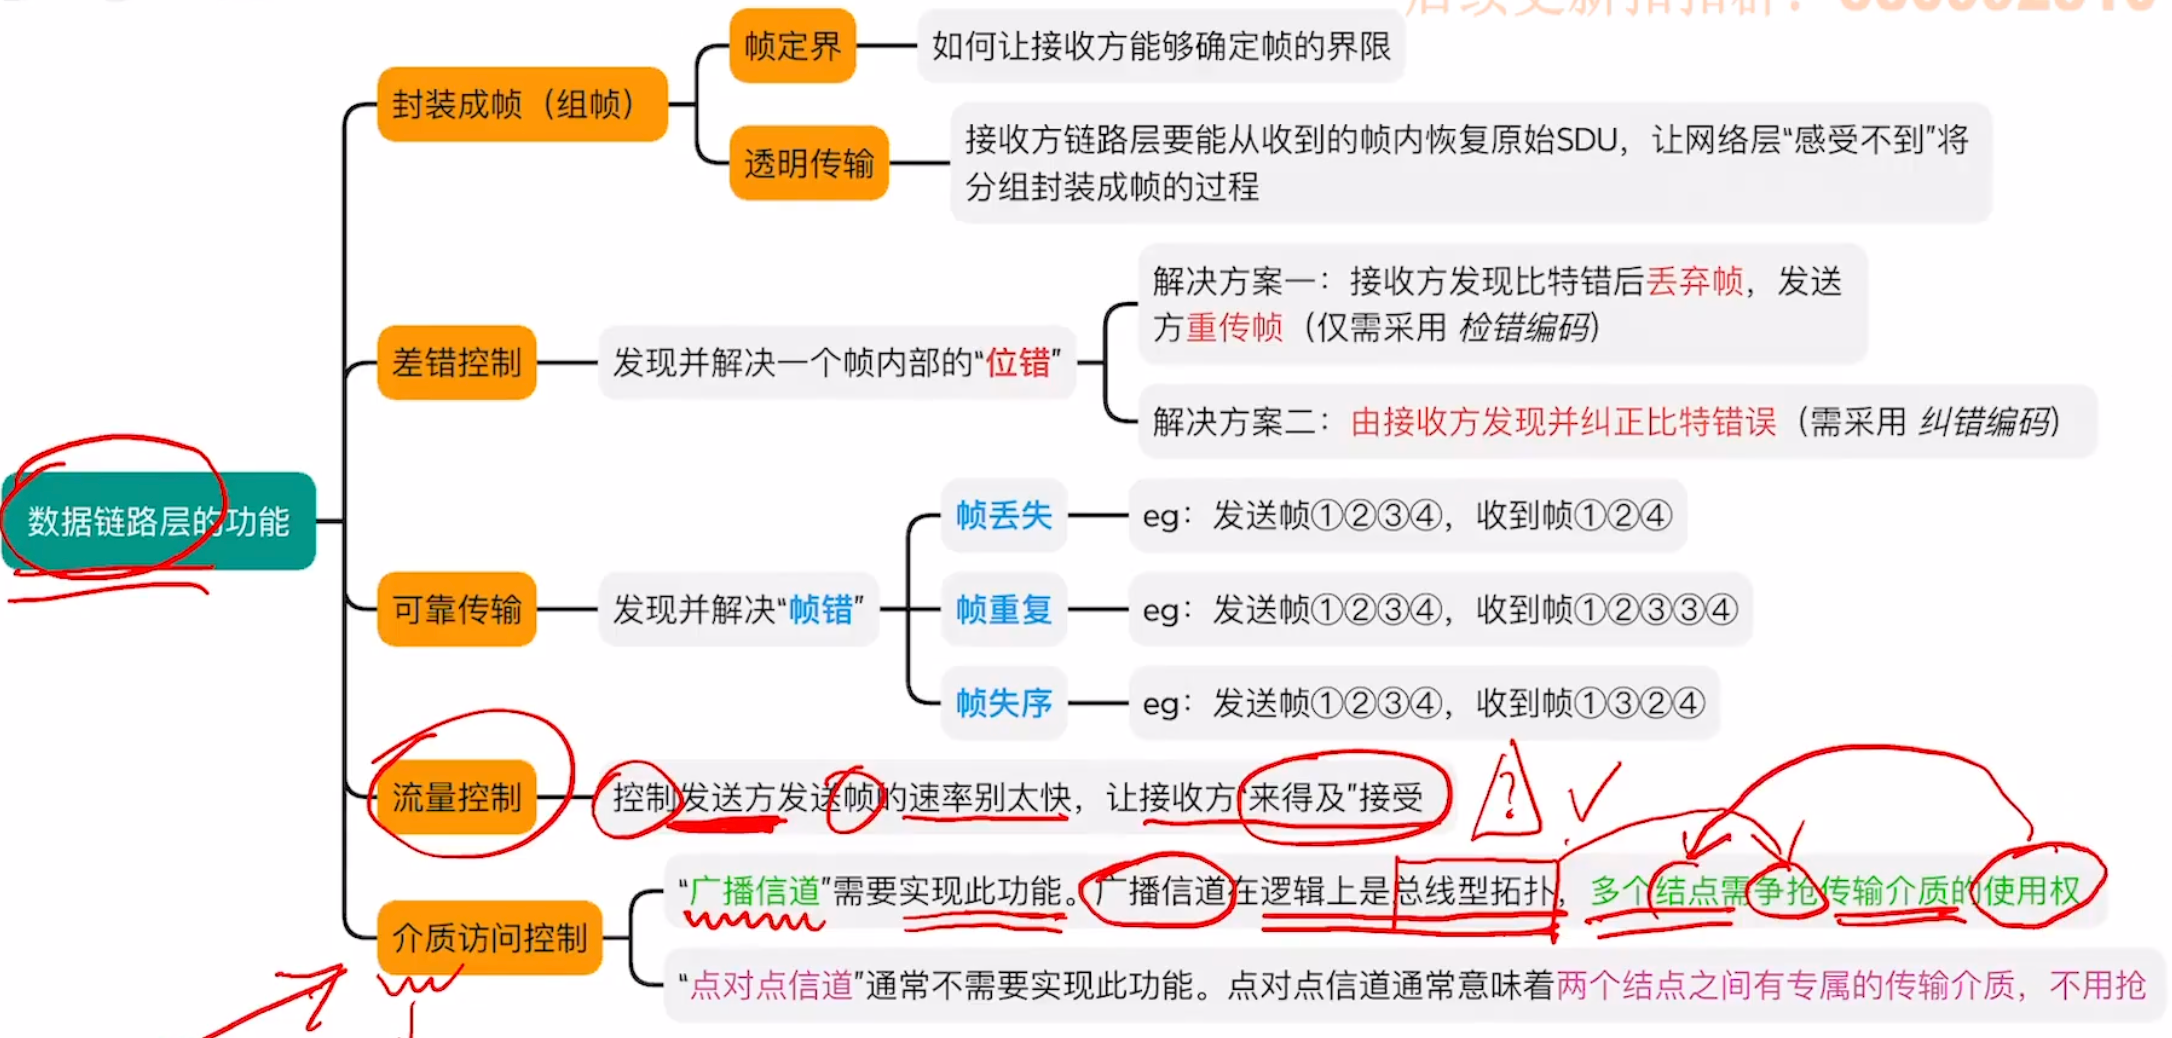 帧定界
如何让接收方能够确定帧的界限
封装成帧（组帧）
透明传输
接收方链路层要能从收到的帧内恢复原始SDU，让网络层“感受不到”将
分组封装成帧的过程
差错控制
发现并解决一个帧内部的“位错”
解决方案一：接收方发现比特错后丢弃帧，发送
方重传帧（仅需采用 检错编码）
解决方案二：由接收方发现并纠正比特错误（需采用 纠错编码）
数据链路层的功能
可靠传输
发现并解决“帧错”
帧丢失
eg：发送帧①②③④，收到帧①②④
帧重复
eg：发送帧①②③④，收到帧①②③③④
帧失序
eg：发送帧①②③④，收到帧①③②④
流量控制
控制发送方发送帧的速率别太快，让接收方“来得及”接受
?
介质访问控制
“广播信道”需要实现此功能。广播信道在逻辑上是总线型拓扑，多个结点需争抢传输介质的使用权
“点对点信道”通常不需要实现此功能。点对点信道通常意味着两个结点之间有专属的传输介质，不用抢